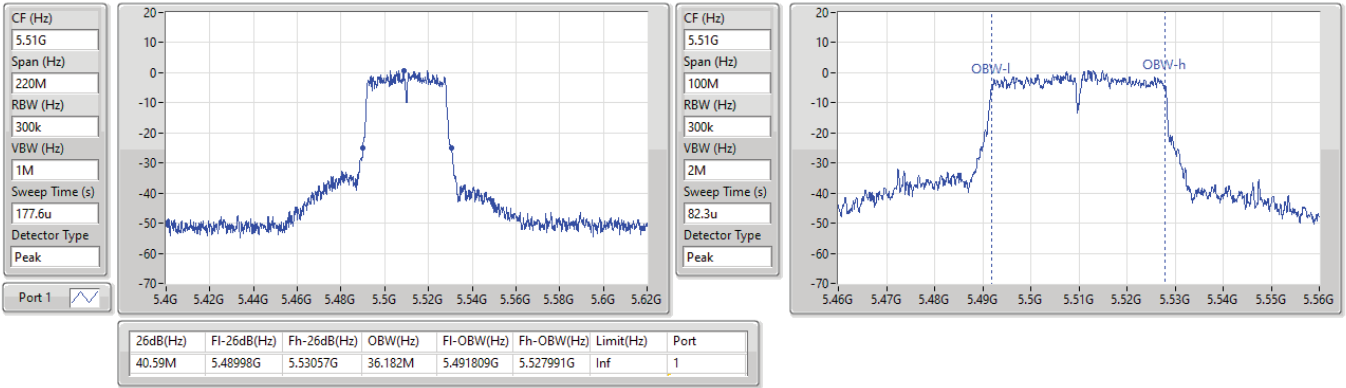 CF (Hz)
5.51G
Span (Hz)
220M
RBW (Hz)
300k
VBW (Hz)
1M
Sweep Time (s)
177.6u
Detector Type
Peak
Port 1
20
10
0
-10
-20
-30
-40
-50
-60
-70
5.4G 5.42G 5.44G 5.46G 5.48G 5.5G 5.52G 5.54G 5.56G 5.58G 5.6G 5.62G
CF (Hz)
5.51G
Span (Hz)
100M
RBW (Hz)
300k
VBW (Hz)
2M
Sweep Time (s)
82.3u
Detector Type
Peak
20
10
0
-10
-20
-30
-40
-50
-60
-70
OBW-l OBW-h
5.46G 5.47G 5.48G 5.49G 5.5G 5.51G 5.52G 5.53G 5.54G 5.55G 5.56G
26dB(Hz) Fl-26dB(Hz) Fh-26dB(Hz) OBW(Hz) Fl-OBW(Hz) Fh-OBW(Hz) Limit(Hz) Port
40.59M 5.48998G 5.53057G 36.182M 5.491809G 5.527991G Inf 1